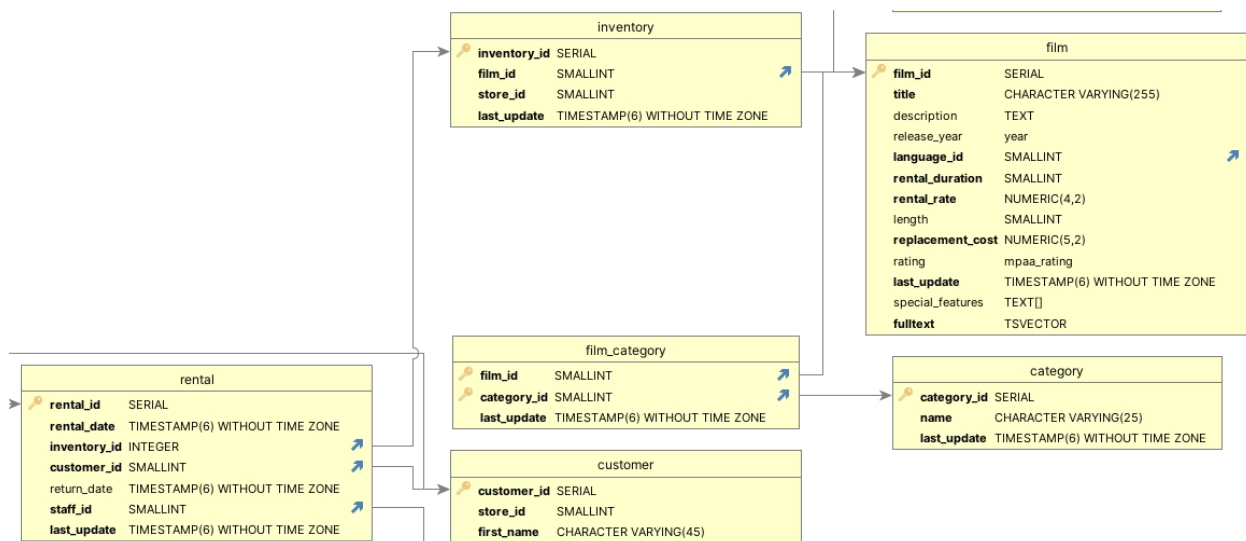 inventory
inventory_id SERIAL
film_id SMALLINT
store_id SMALLINT
last_update TIMESTAMP(6) WITHOUT TIME ZONE
film
film_id SERIAL
title CHARACTER VARYING(255)
description TEXT
release_year year
language_id SMALLINT
rental_duration SMALLINT
rental_rate NUMERIC(4,2)
length SMALLINT
replacement_cost NUMERIC(5,2)
rating mpaa_rating
last_update TIMESTAMP(6) WITHOUT TIME ZONE
special_features TEXT[]
fulltext TSVECTOR
film_category
film_id SMALLINT
category_id SMALLINT
last_update TIMESTAMP(6) WITHOUT TIME ZONE
category
category_id SERIAL
name CHARACTER VARYING(25)
last_update TIMESTAMP(6) WITHOUT TIME ZONE
rental
rental_id SERIAL
rental_date TIMESTAMP(6) WITHOUT TIME ZONE
inventory_id INTEGER
customer_id SMALLINT
return_date TIMESTAMP(6) WITHOUT TIME ZONE
staff_id SMALLINT
last_update TIMESTAMP(6) WITHOUT TIME ZONE
customer
customer_id SERIAL
store_id SMALLINT
first_name CHARACTER VARYING(45)